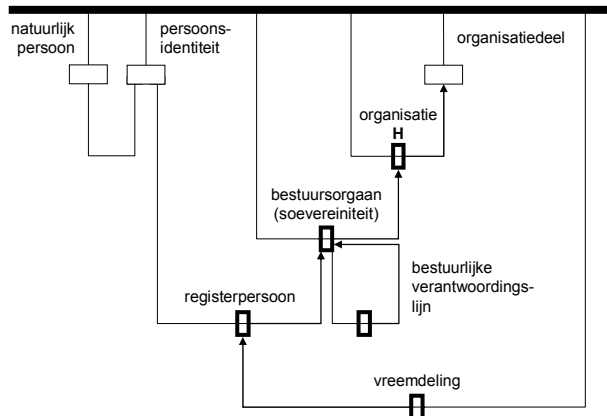 natuurlijk
persoon
persoons-
identiteit
organisatiedeel
organisatie
H
bestuursorgaan
(soevereiniteit)
bestuurlijke
verantwoordings-
lijn
registerpersoon
vreemdeling